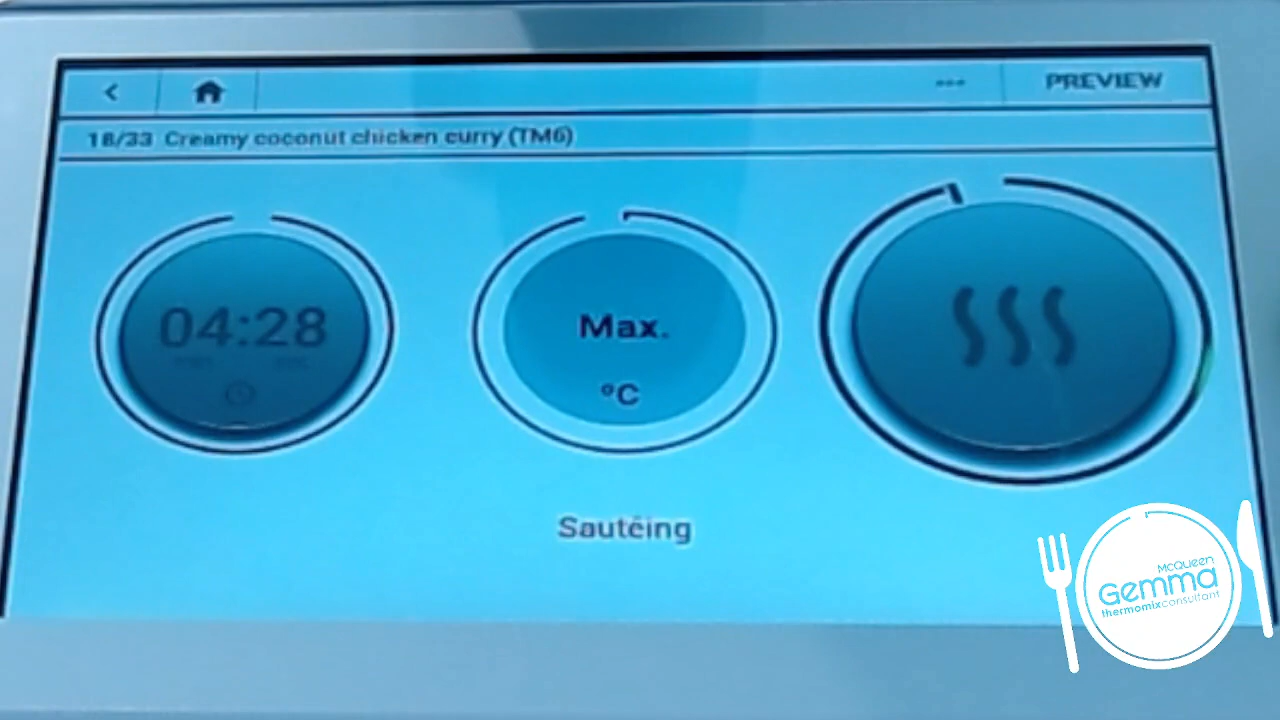 PREVIEW
18/33 Creamy coconut chicken curry (TM6)
04:28
Max.
°C
Sautéing
MCQUEEN
Gemma
thermomixconsultant